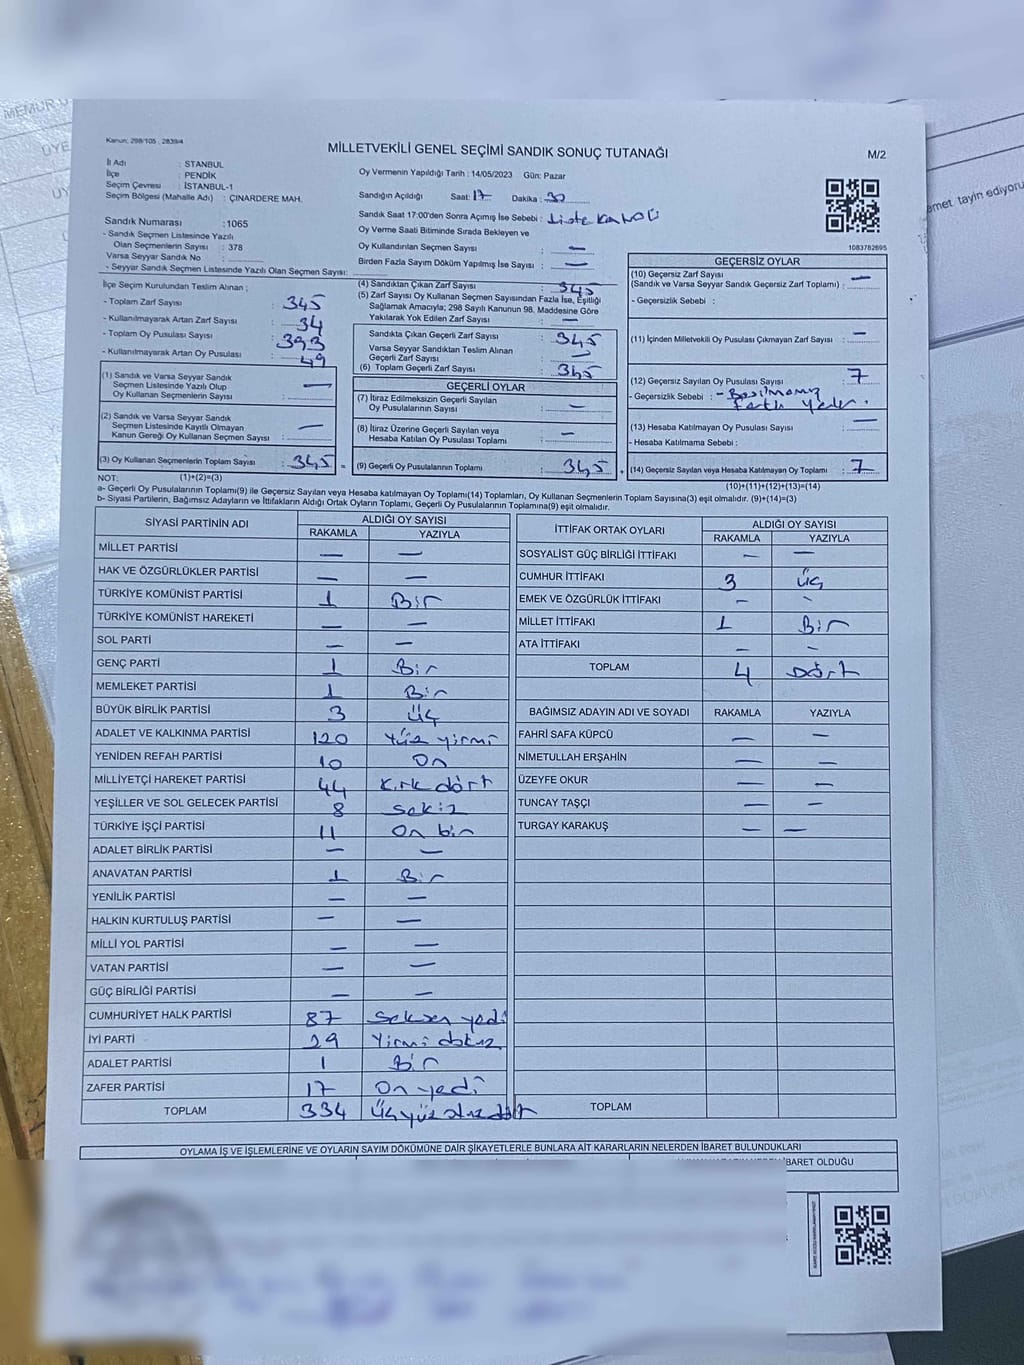 MEMUR
ÜYE
Kanun; 298/105 , 2839/4
MİLLETVEKİLİ GENEL SEÇİMİ SANDIK SONUÇ TUTANAĞI
M/2
İl Adı : STANBUL
İlçe : PENDİK
Seçim Çevresi : İSTANBUL-1
Seçim Bölgesi (Mahalle Adı) : ÇINARDERE MAH.
Sandık Numarası : 1065
- Sandık Seçmen Listesinde Yazılı
Olan Seçmenlerin Sayısı : 378
Varsa Seyyar Sandık No :
- Seyyar Sandık Seçmen Listesinde Yazılı Olan Seçmen Sayısı:
Oy Vermenin Yapıldığı Tarih : 14/05/2023 Gün: Pazar
Sandığın Açıldığı Saat: 17 Dakika : 30
Sandık Saat 17:00'den Sonra Açımış İse Sebebi : Liste
Oy Verme Saati Bitiminde Sırada Bekleyen ve
Oy Kullandırılan Seçmen Sayısı : —
Birden Fazla Sayım Döküm Yapılmış İse Sayısı : —
1083782695
amet. tayin ediyoru
İlçe Seçim Kurulundan Teslim Alınan ;
- Toplam Zarf Sayısı : 345
- Kullanılmayarak Artan Zarf Sayısı : 34
- Toplam Oy Pusulası Sayısı : 393
- Kullanılmayarak Artan Oy Pusulası : 49
(1) Sandık ve Varsa Seyyar Sandık
Seçmen Listesinde Yazılı Olup
Oy Kullanan Seçmenlerin Sayısı : —
(2) Sandık ve Varsa Seyyar Sandık
Seçmen Listesinde Kayıtlı Olmayan
Kanun Gereği Oy Kullanan Seçmen Sayısı : —
(3) Oy Kullanan Seçmenlerin Toplam Sayısı : 345 =
(4) Sandıktan Çıkan Zarf Sayısı : 345
(5) Zarf Sayısı Oy Kullanan Seçmen Sayısından Fazla İse, Eşitliği
Sağlamak Amacıyla; 298 Sayılı Kanunun 98. Maddesine Göre
Yakılarak Yok Edilen Zarf Sayısı : —
Sandıkta Çıkan Geçerli Zarf Sayısı : 345
Varsa Seyyar Sandıktan Teslim Alınan
Geçerli Zarf Sayısı : —
(6) Toplam Geçerli Zarf Sayısı : 345
GEÇERLİ OYLAR
(7) İtiraz Edilmeksizin Geçerli Sayılan
Oy Pusulalarının Sayısı : —
(8) İtiraz Üzerine Geçerli Sayılan veya
Hesaba Katılan Oy Pusulası Toplamı : —
(9) Geçerli Oy Pusulalarının Toplamı : 345 +
GEÇERSİZ OYLAR
(10) Geçersiz Zarf Sayısı —
(Sandık ve Varsa Seyyar Sandık Geçersiz Zarf Toplamı) :
- Geçersizlik Sebebi :
(11) İçinden Milletvekili Oy Pusulası Çıkmayan Zarf Sayısı : —
(12) Geçersiz Sayılan Oy Pusulası Sayısı : 7
- Geçersizlik Sebebi : -
(13) Hesaba Katılmayan Oy Pusulası Sayısı : —
- Hesaba Katılmama Sebebi :
(14) Geçersiz Sayılan veya Hesaba Katılmayan Oy Toplamı : 7
NOT: (1)+(2)=(3)
(10)+(11)+(12)+(13)=(14)
a- Geçerli Oy Pusulalarının Toplamı(9) ile Geçersiz Sayılan veya Hesaba katılmayan Oy Toplamı(14) Toplamları, Oy Kullanan Seçmenlerin Toplam Sayısına(3) eşit olmalıdır. (9)+(14)=(3)
b- Siyasi Partilerin, Bağımsız Adayların ve İttifakların Aldığı Ortak Oyların Toplamı, Geçerli Oy Pusulalarının Toplamına(9) eşit olmalıdır.
SİYASİ PARTİNİN ADI ALDIĞI OY SAYISI
RAKAMLA YAZIYLA
MİLLET PARTİSİ — —
HAK VE ÖZGÜRLÜKLER PARTİSİ — —
TÜRKİYE KOMÜNİST PARTİSİ 1 Bir
TÜRKİYE KOMÜNİST HAREKETİ — —
SOL PARTİ — —
GENÇ PARTİ 1 Bir
MEMLEKET PARTİSİ 1 Bir
BÜYÜK BİRLİK PARTİSİ 3 Üç
ADALET VE KALKINMA PARTİSİ 120 Yüz yirmi
YENİDEN REFAH PARTİSİ 10 On
MİLLİYETÇİ HAREKET PARTİSİ 44 Kırk dört
YEŞİLLER VE SOL GELECEK PARTİSİ 8 Sekiz
TÜRKİYE İŞÇİ PARTİSİ 11 On bir
ADALET BİRLİK PARTİSİ — —
ANAVATAN PARTİSİ 1 Bir
YENİLİK PARTİSİ — —
HALKIN KURTULUŞ PARTİSİ — —
MİLLİ YOL PARTİSİ — —
VATAN PARTİSİ — —
GÜÇ BİRLİĞİ PARTİSİ — —
CUMHURİYET HALK PARTİSİ 87 Seksen yedi
İYİ PARTİ 29 Yirmi dokuz
ADALET PARTİSİ 1 Bir
ZAFER PARTİSİ 17 On yedi
TOPLAM 334 Üçyüz otuz dört
İTTİFAK ORTAK OYLARI ALDIĞI OY SAYISI
RAKAMLA YAZIYLA
SOSYALİST GÜÇ BİRLİĞİ İTTİFAKI — —
CUMHUR İTTİFAKI 3 Üç
EMEK VE ÖZGÜRLÜK İTTİFAKI — -
MİLLET İTTİFAKI 1 Bir
ATA İTTİFAKI — -
TOPLAM 4 Dört
BAĞIMSIZ ADAYIN ADI VE SOYADI RAKAMLA YAZIYLA
FAHRİ SAFA KÜPCÜ — —
NİMETULLAH ERŞAHİN — —
ÜZEYFE OKUR — —
TUNCAY TAŞÇI — —
TURGAY KARAKUŞ — —
TOPLAM
OYLAMA İŞ VE İŞLEMLERİNE VE OYLARIN SAYIM DÖKÜMÜNE DAİR ŞİKAYETLERLE BUNLARA AİT KARARLARIN NELERDEN İBARET BULUNDUKLARI
İBARET OLDUĞU